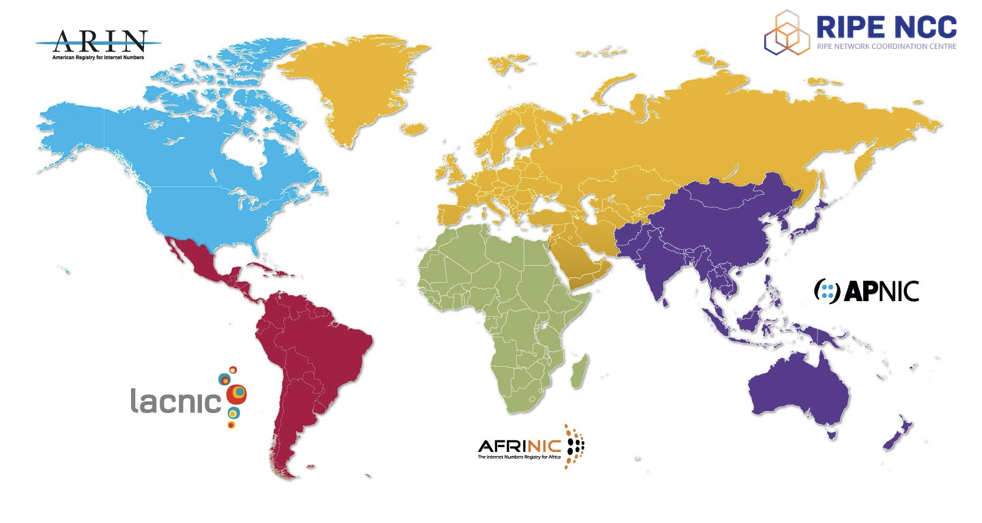 ARIN
American Registry for Internet Numbers
RIPE NCC
RIPE NETWORK COORDINATION CENTRE
APNIC
lacnic
AFRINIC
The Internet Numbers Registry for Africa